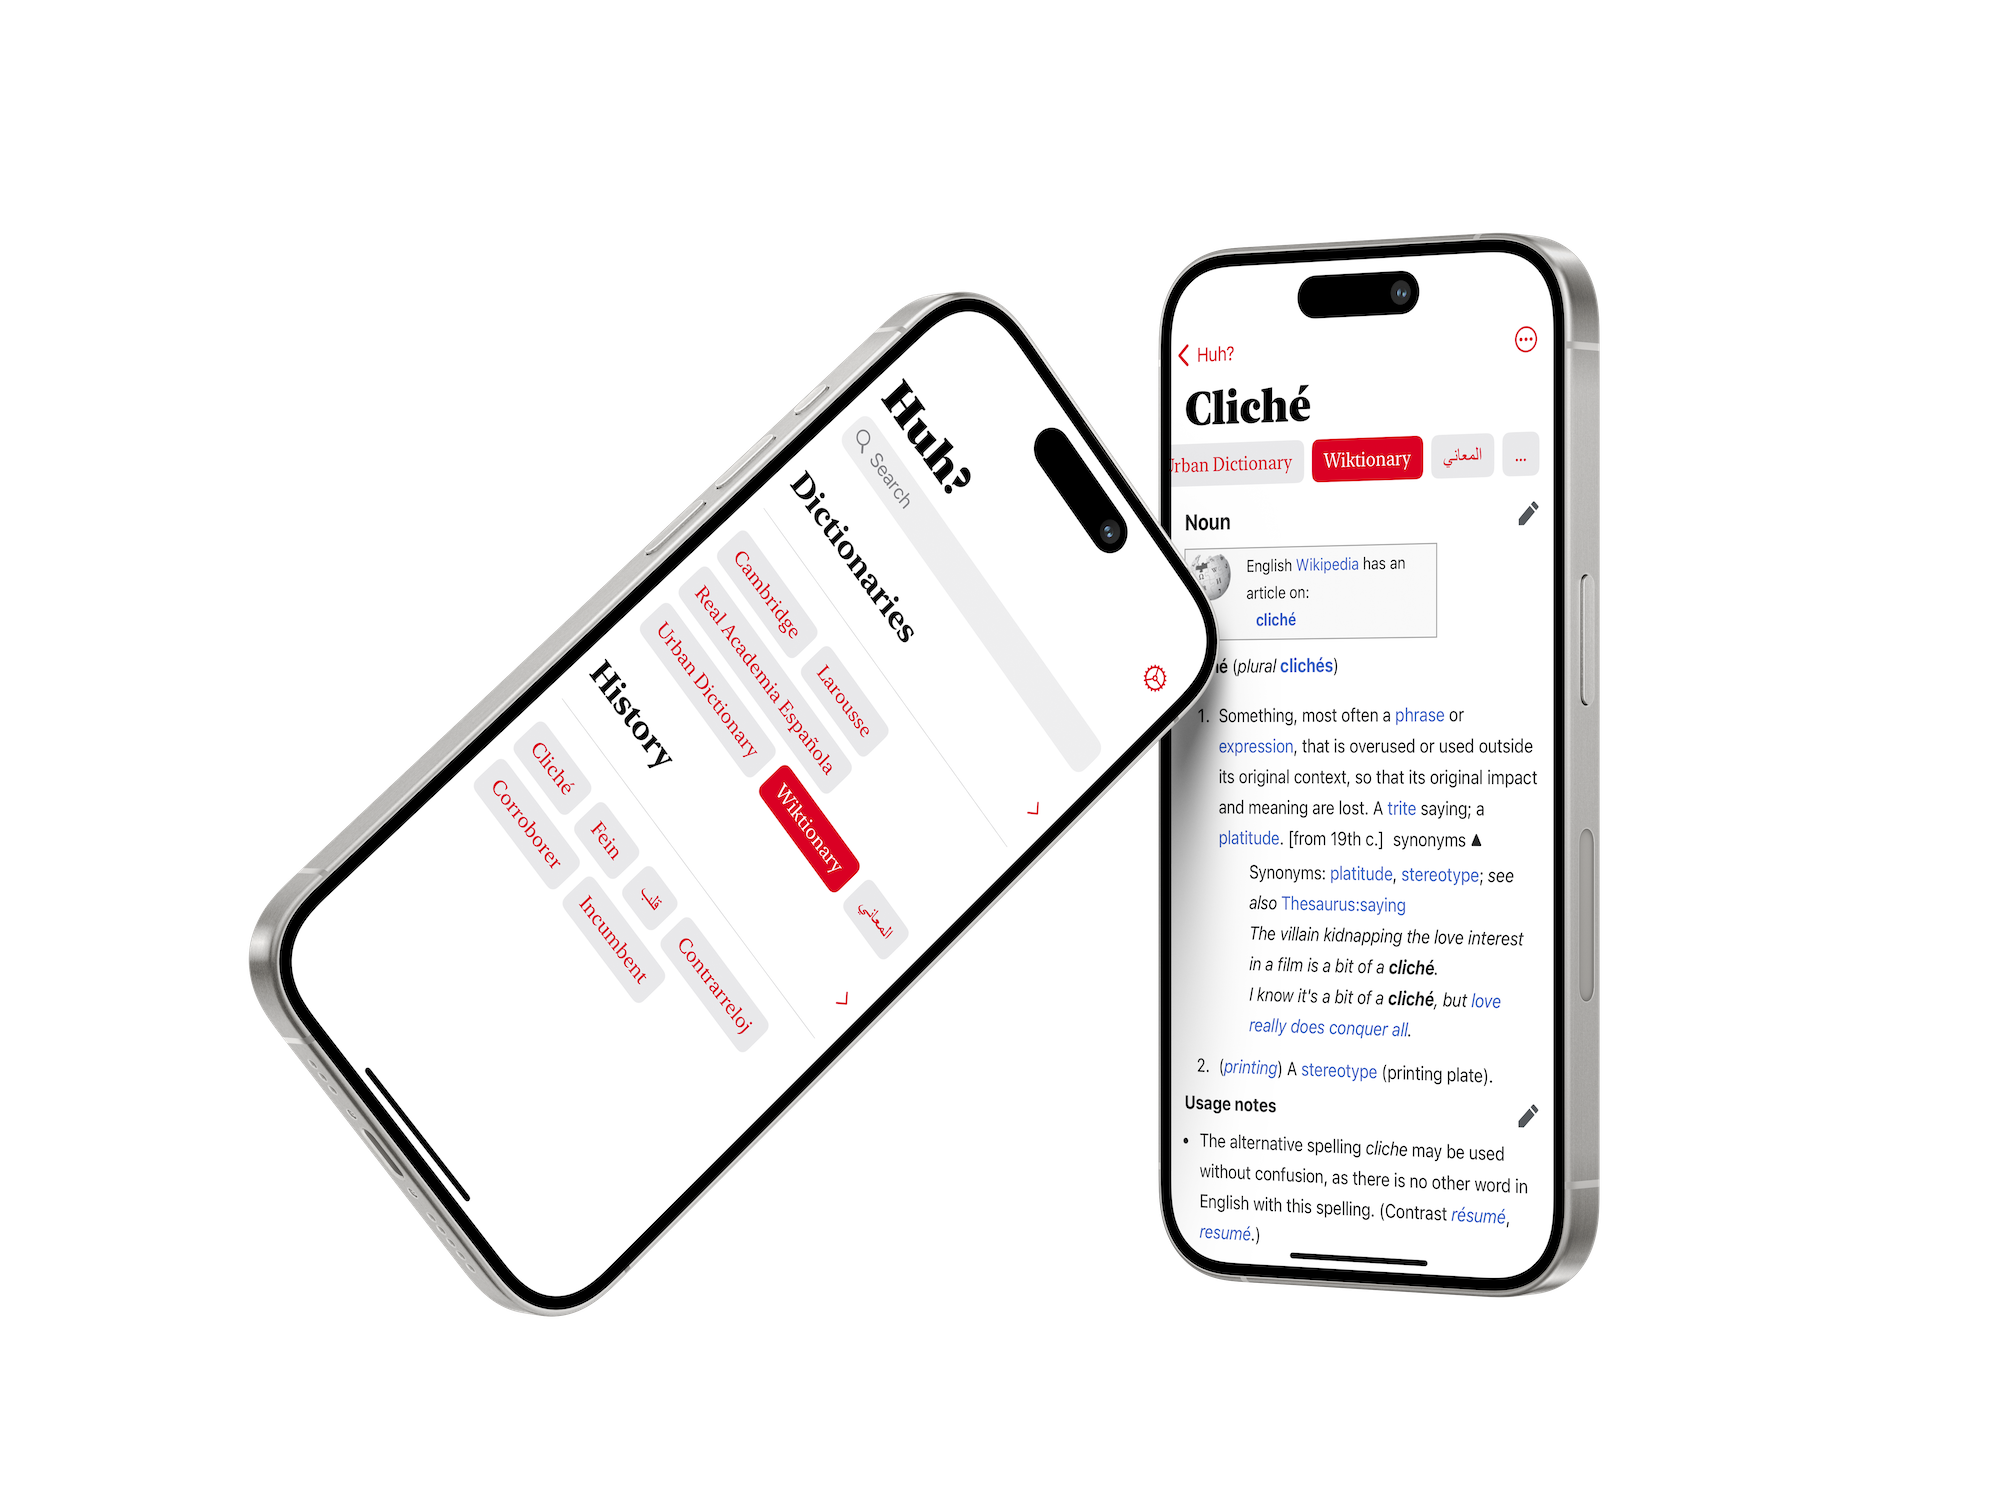 Huh?
Search
Dictionaries
Cambridge
Larousse
Real Academia Española
Urban Dictionary
Wiktionary
المعاني
History
Cliché
Fein
قلب
Contrarreloj
Corroborer
Incumbent
Huh?
Cliché
Urban Dictionary
Wiktionary
المعاني
...
Noun
English Wikipedia has an
article on:
cliché
é (plural clichés)
1. Something, most often a phrase or
expression, that is overused or used outside
its original context, so that its original impact
and meaning are lost. A trite saying; a
platitude. [from 19th c.] synonyms ▲
Synonyms: platitude, stereotype; see
also Thesaurus:saying
The villain kidnapping the love interest
in a film is a bit of a cliché.
I know it's a bit of a cliché, but love
really does conquer all.
2. (printing) A stereotype (printing plate).
Usage notes
• The alternative spelling cliche may be used
without confusion, as there is no other word in
English with this spelling. (Contrast résumé,
resumé.)